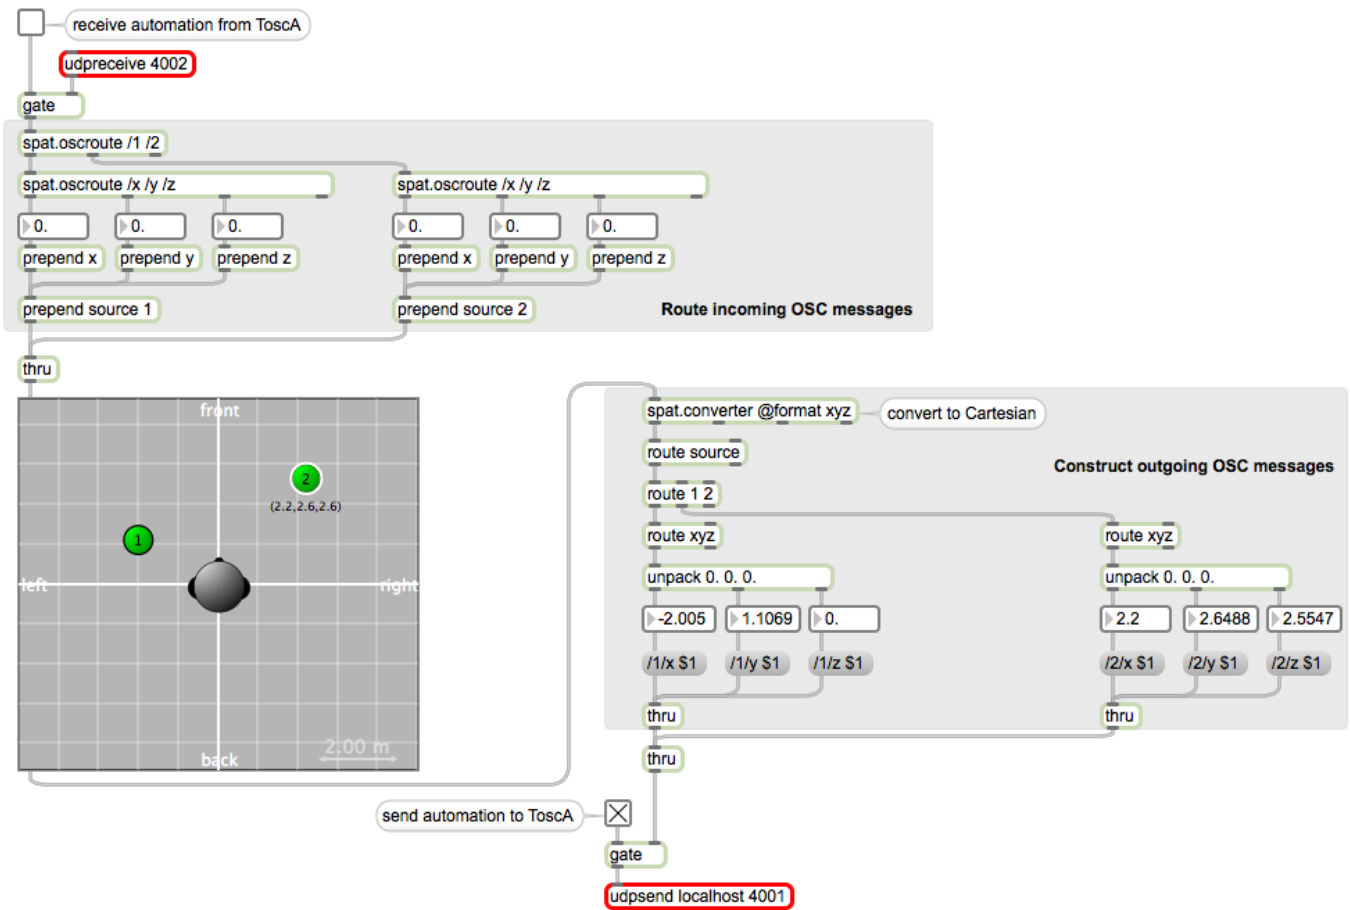 receive automation from ToscA
udpreceive 4002
gate
spat.oscroute /1 /2
spat.oscroute /x /y /z
spat.oscroute /x /y /z
0.
0.
0.
0.
0.
0.
prepend x
prepend y
prepend z
prepend x
prepend y
prepend z
prepend source 1
prepend source 2
Route incoming OSC messages
thru
front
2
(2.2,2.6,2.6)
1
left
right
2.00 m
back
spat.converter @format xyz
convert to Cartesian
route source
Construct outgoing OSC messages
route 1 2
route xyz
route xyz
unpack 0. 0. 0.
unpack 0. 0. 0.
-2.005
1.1069
0.
2.2
2.6488
2.5547
/1/x $1
/1/y $1
/1/z $1
/2/x $1
/2/y $1
/2/z $1
thru
thru
thru
send automation to ToscA
gate
udpsend localhost 4001